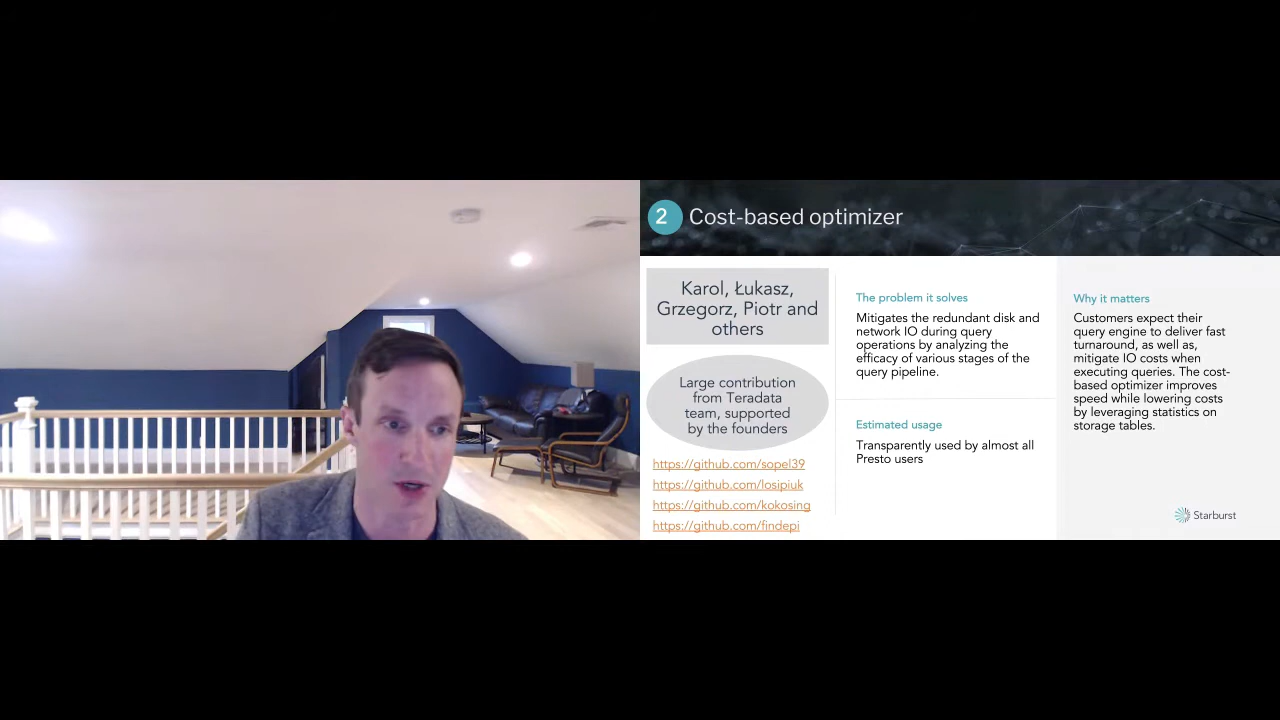 2 Cost-based optimizer
Karol, Łukasz,
Grzegorz, Piotr and
others
Large contribution
from Teradata
team, supported
by the founders
https://github.com/sopel39
https://github.com/losipiuk
https://github.com/kokosing
https://github.com/findepi
The problem it solves
Mitigates the redundant disk and
network IO during query
operations by analyzing the
efficacy of various stages of the
query pipeline.
Estimated usage
Transparently used by almost all
Presto users
Why it matters
Customers expect their
query engine to deliver fast
turnaround, as well as,
mitigate IO costs when
executing queries. The cost-
based optimizer improves
speed while lowering costs
by leveraging statistics on
storage tables.
Starburst